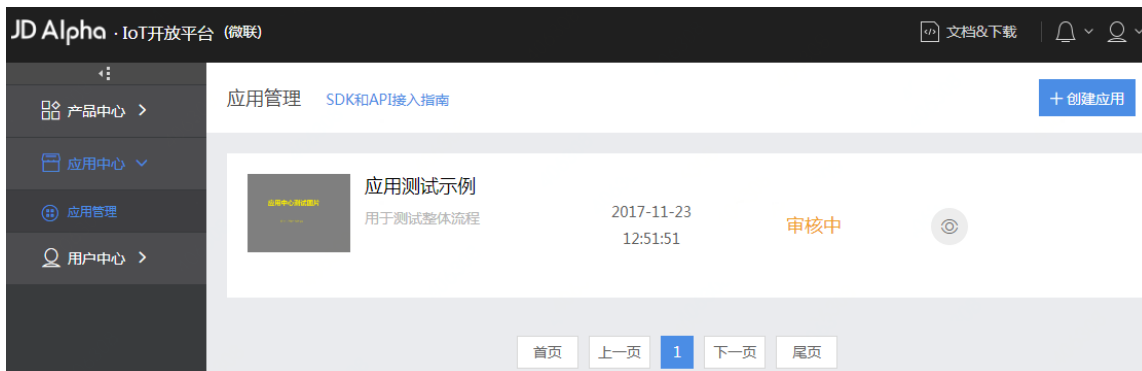 JD Alpha · IoT开放平台 (微联)
文档&下载
产品中心
应用管理 SDK和API接入指南
+ 创建应用
应用中心
应用测试示例
应用中心测试图片
用于测试整体流程
2017-11-23
12:51:51
审核中
应用管理
用户中心
首页 上一页 1 下一页 尾页